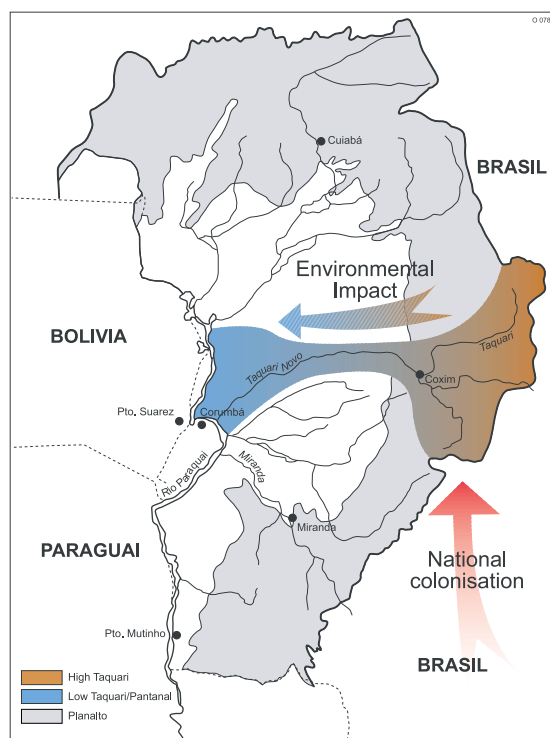 O 078
Cuiabá
BRASIL
Environmental
Impact
BOLIVIA
Taquari Novo
Taquari
Coxim
Pto. Suarez
Corumbá
Rio Paraquai
Miranda
Miranda
PARAGUAI
National
colonisation
Pto. Mutinho
BRASIL
High Taquari
Low Taquari/Pantanal
Planalto